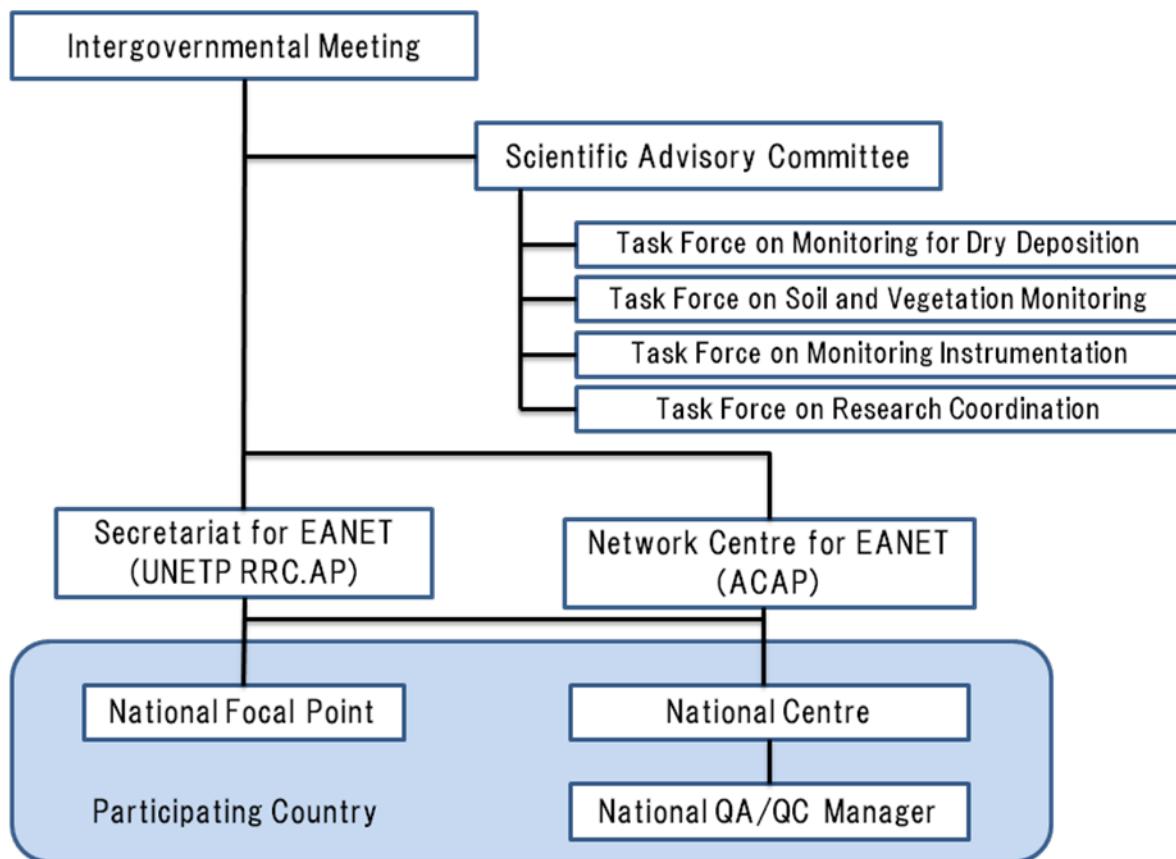 Intergovernmental Meeting
Scientific Advisory Committee
Task Force on Monitoring for Dry Deposition
Task Force on Soil and Vegetation Monitoring
Task Force on Monitoring Instrumentation
Task Force on Research Coordination
Secretariat for EANET
(UNETP RRC.AP)
Network Centre for EANET
(ACAP)
National Focal Point
National Centre
Participating Country
National QA/QC Manager